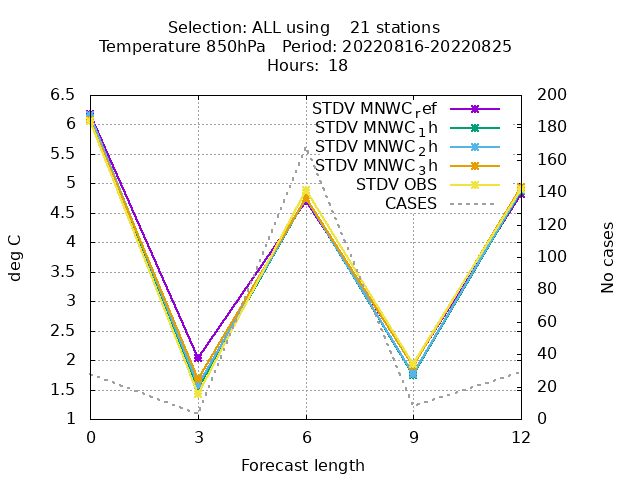 Selection: ALL using    21 stations
Temperature 850hPa   Period: 20220816-20220825
Hours:  18
STDV MNWC_ref
STDV MNWC_1h
STDV MNWC_2h
STDV MNWC_3h
STDV OBS
CASES
6.5
6
5.5
5
4.5
4
3.5
3
2.5
2
1.5
1
deg C
200
180
160
140
120
100
80
60
40
20
0
No cases
0 3 6 9 12
Forecast length